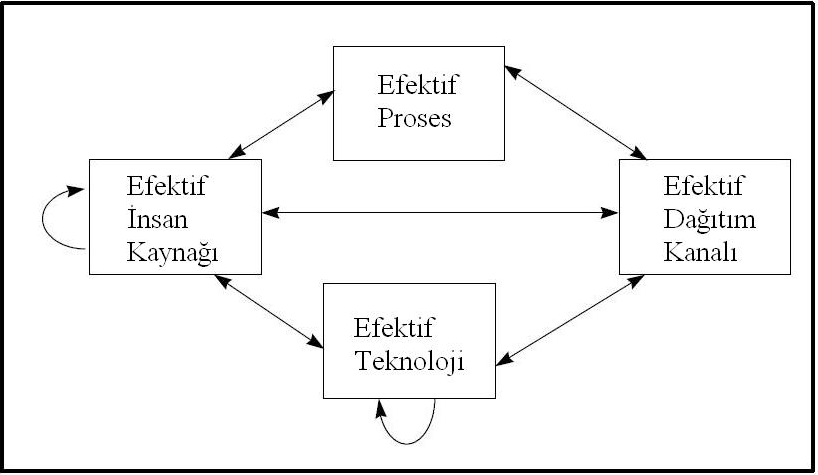 Efektif
Proses
Efektif
İnsan
Kaynağı
Efektif
Dağıtım
Kanalı
Efektif
Teknoloji